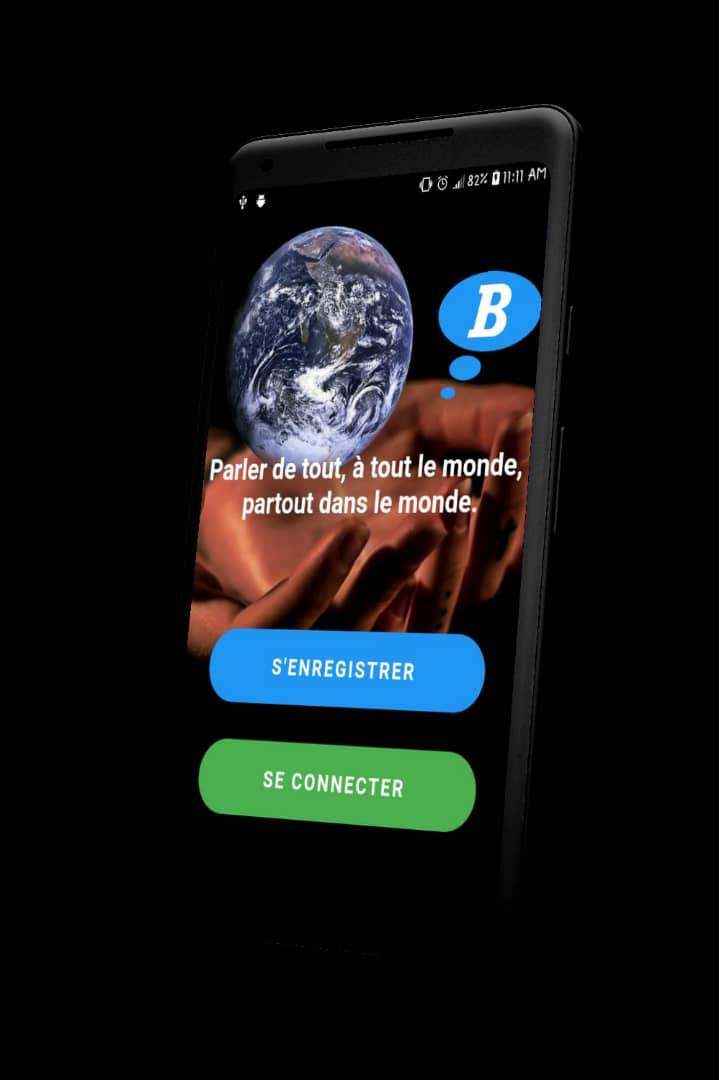 82% 11:11 AM
B
Parler de tout, à tout le monde,
partout dans le monde.
S'ENREGISTRER
SE CONNECTER